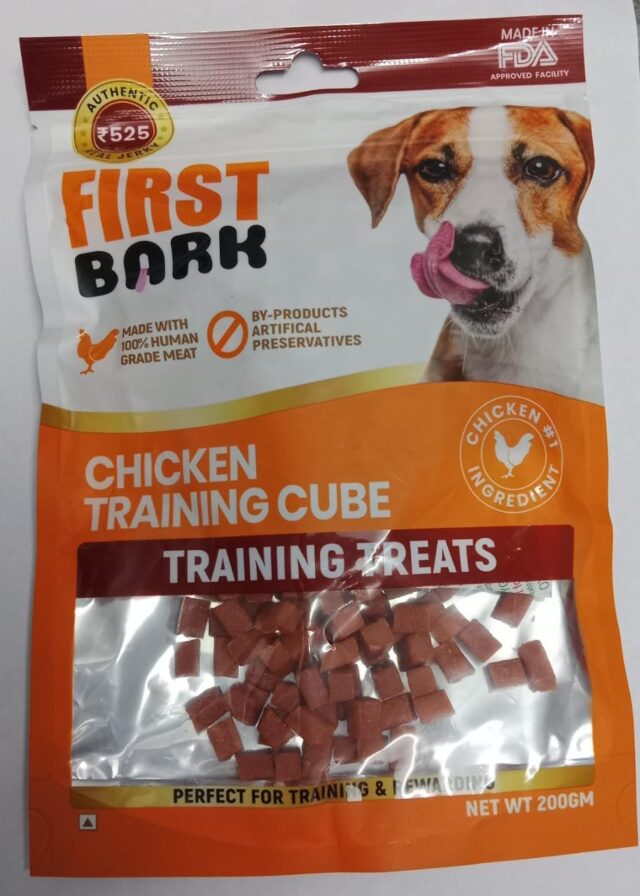 MADE IN
FDA
APPROVED FACILITY
AUTHENTIC
₹525
REAL JERKY
FIRST
BARK
MADE WITH
100% HUMAN
GRADE MEAT
BY-PRODUCTS
ARTIFICAL
PRESERVATIVES
CHICKEN #1
INGREDIENT
CHICKEN
TRAINING CUBE
TRAINING TREATS
PERFECT FOR TRAINING & REWARDING
NET WT 200GM